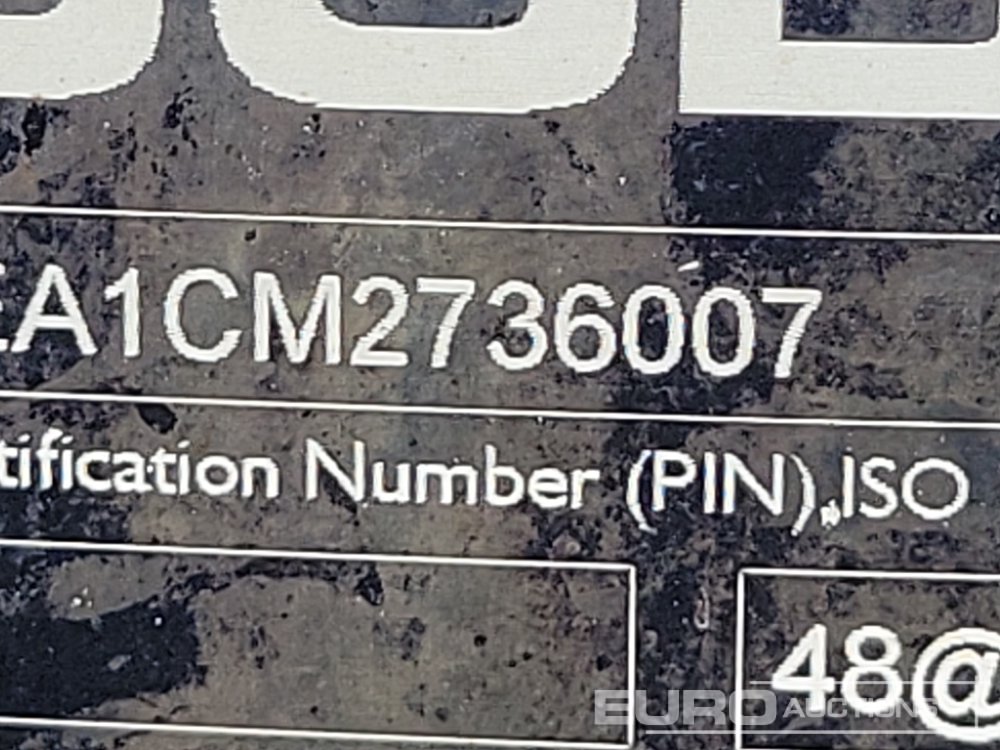 EA1CM2736007
tification Number (PIN), ISO
48@
EURO AUCTIONS